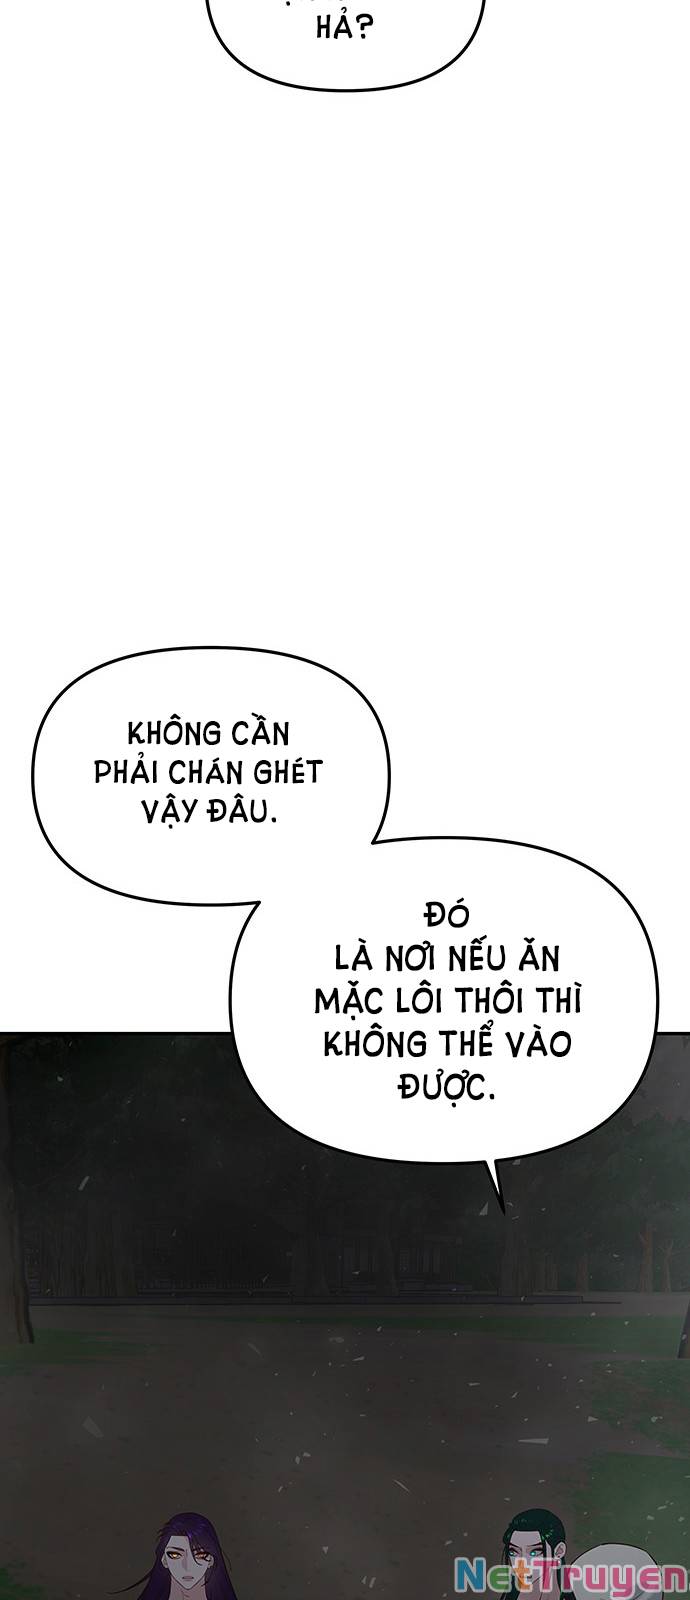 HẢ?
KHÔNG CẦN
PHẢI CHÁN GHÉT
VẬY ĐÂU.
ĐÓ
LÀ NƠI NẾU ĂN
MẶC LÔI THÔI THÌ
KHÔNG THỂ VÀO
ĐƯỢC.
NetTruyen